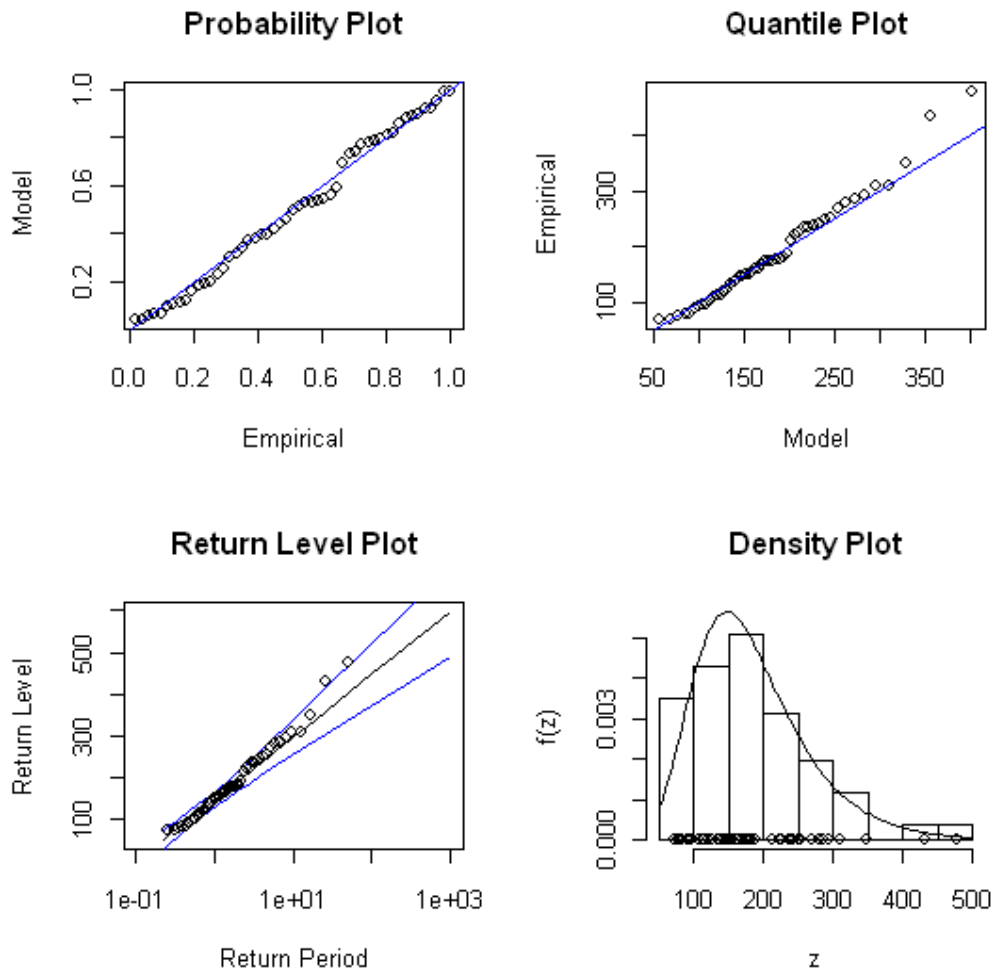 Probability Plot
Model
0.2 0.6 1.0
0.0 0.2 0.4 0.6 0.8 1.0
Empirical
Quantile Plot
Empirical
100 300
50 150 250 350
Model
Return Level Plot
Return Level
100 300 500
1e-01 1e+01 1e+03
Return Period
Density Plot
f(z)
0.000 0.003
100 200 300 400 500
z